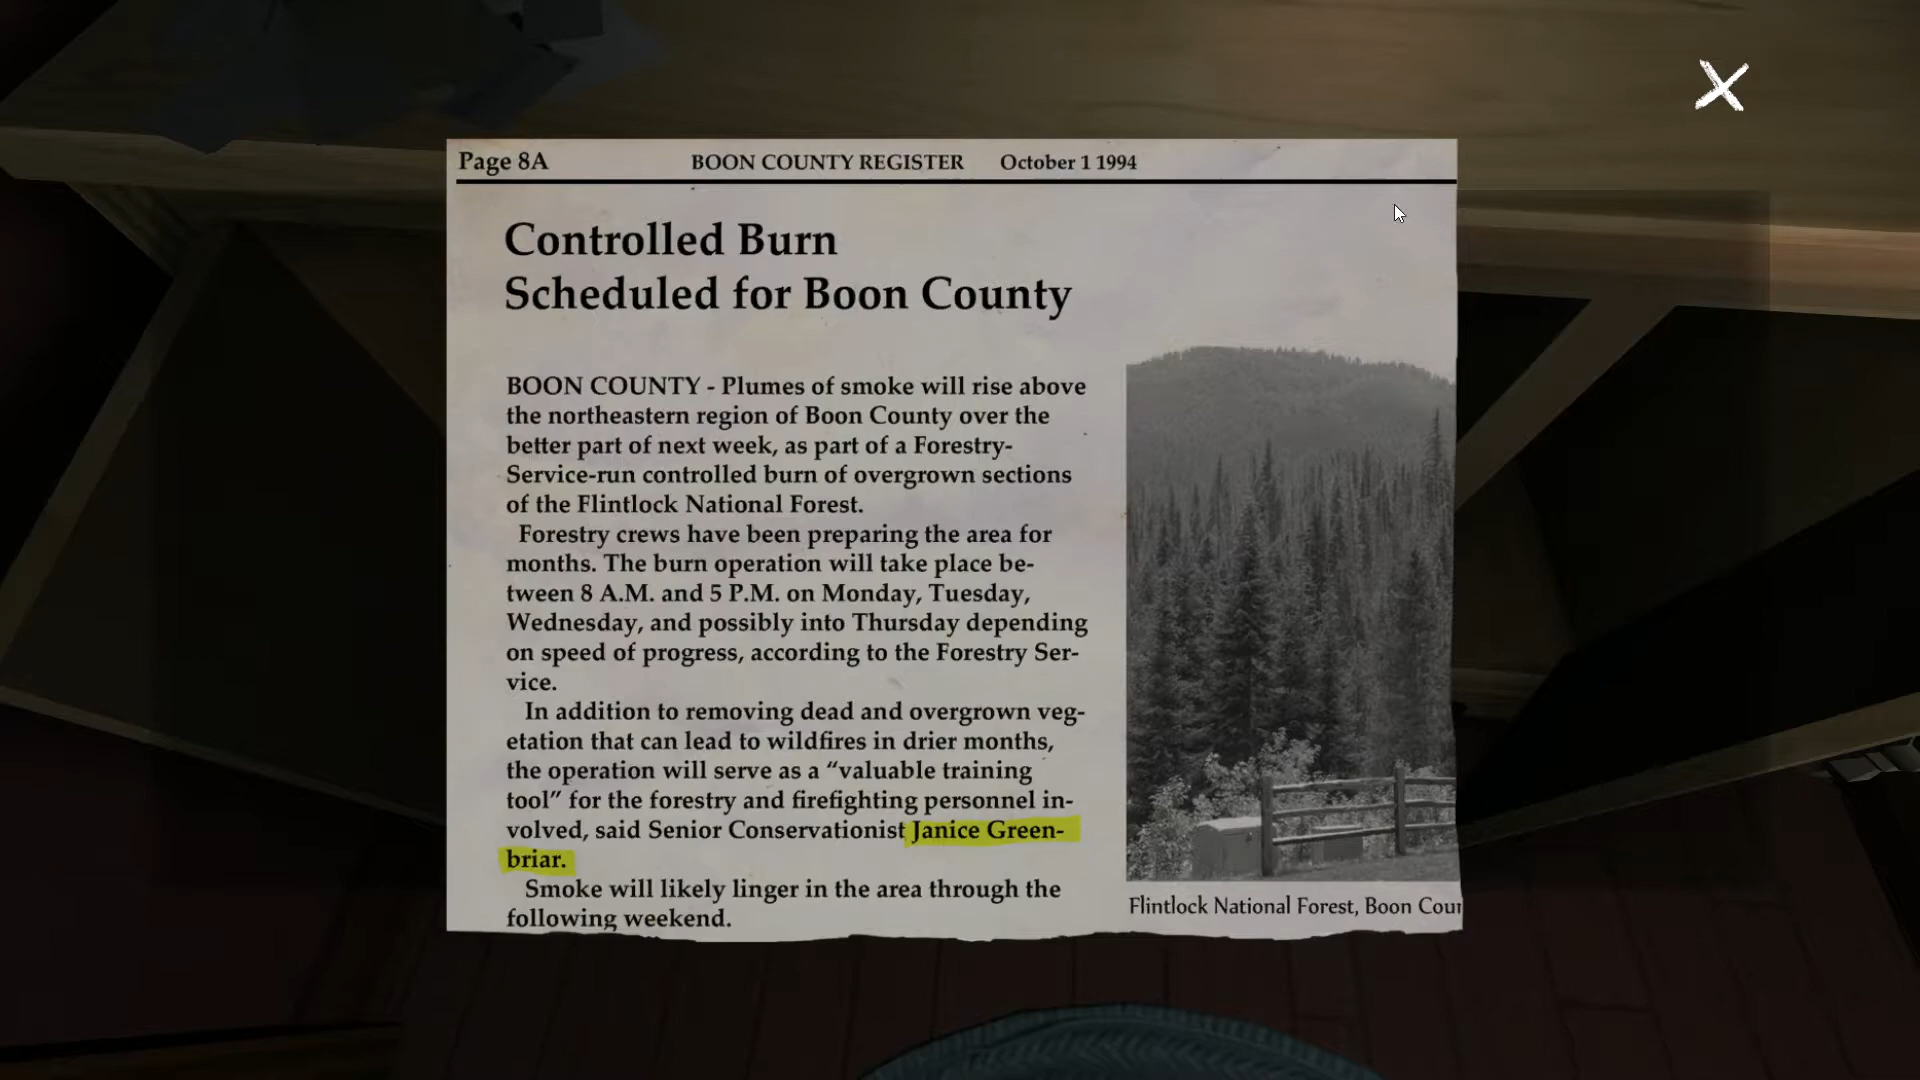 Page 8A BOON COUNTY REGISTER October 1 1994
Controlled Burn
Scheduled for Boon County
BOON COUNTY - Plumes of smoke will rise above
the northeastern region of Boon County over the
better part of next week, as part of a Forestry-
Service-run controlled burn of overgrown sections
of the Flintlock National Forest.
Forestry crews have been preparing the area for
months. The burn operation will take place be-
tween 8 A.M. and 5 P.M. on Monday, Tuesday,
Wednesday, and possibly into Thursday depending
on speed of progress, according to the Forestry Ser-
vice.
In addition to removing dead and overgrown veg-
etation that can lead to wildfires in drier months,
the operation will serve as a “valuable training
tool” for the forestry and firefighting personnel in-
volved, said Senior Conservationist Janice Green-
briar.
Smoke will likely linger in the area through the
following weekend.
Flintlock National Forest, Boon Coun